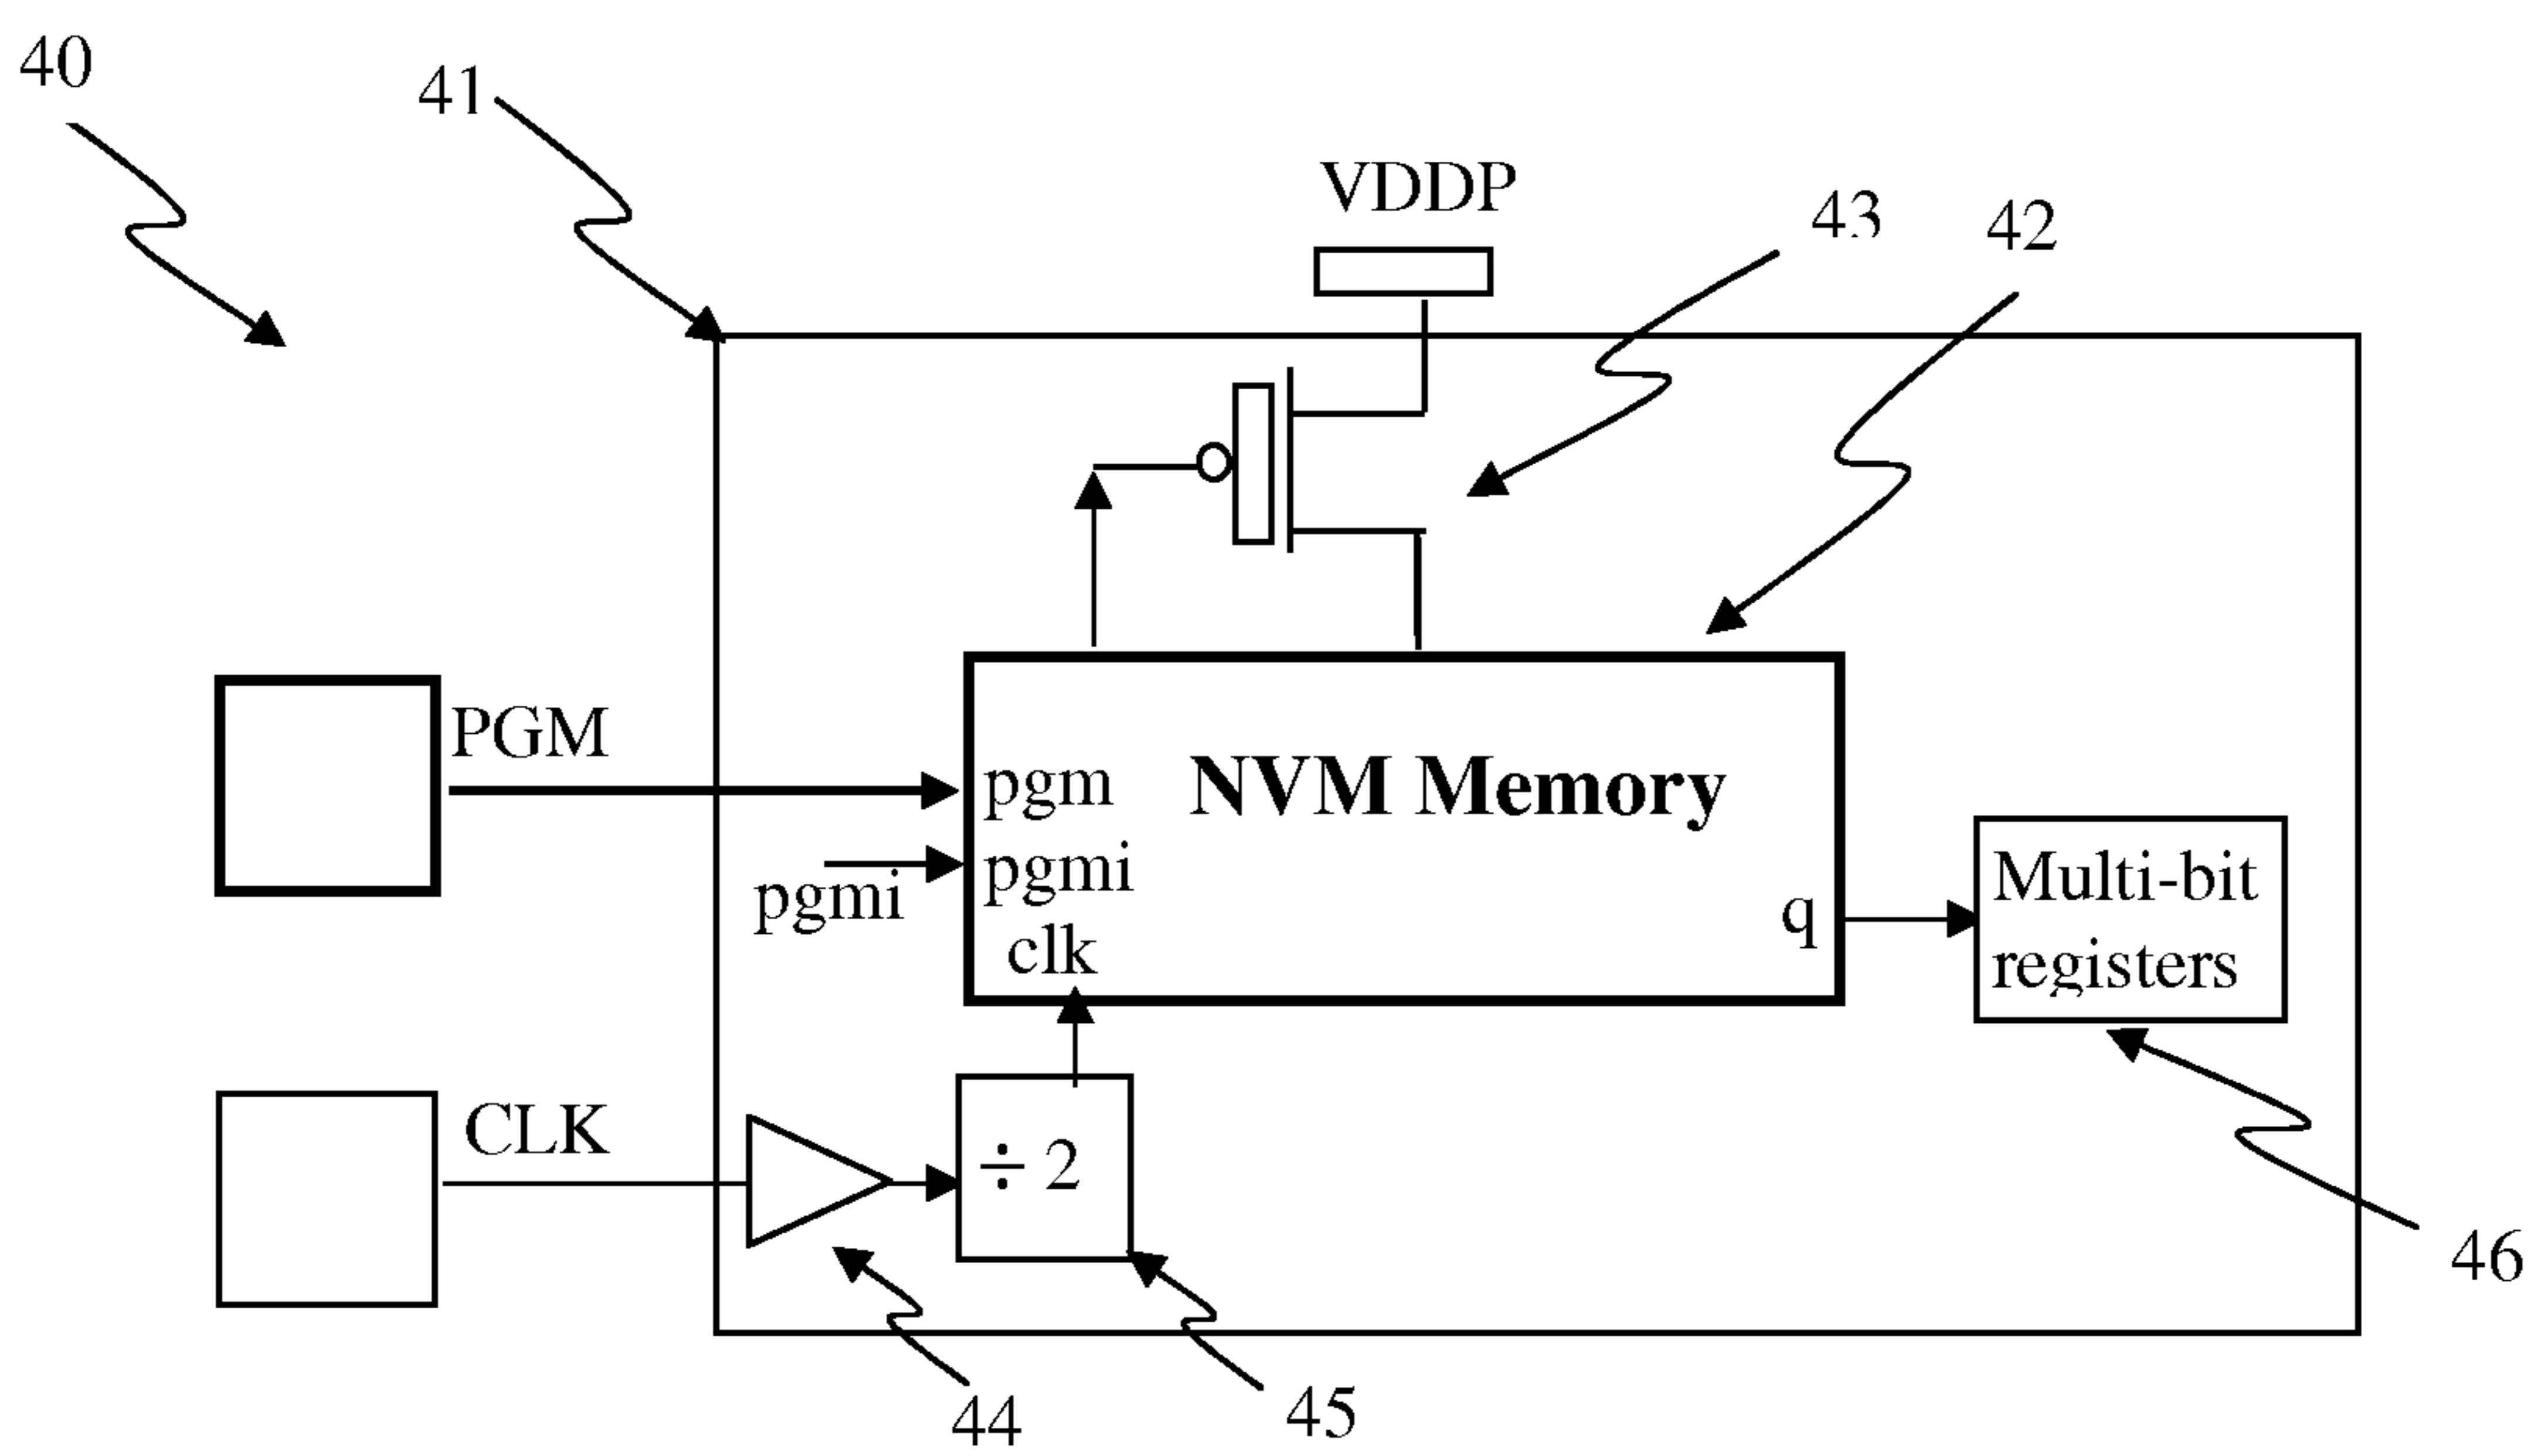 40
41
VDDP
43
42
PGM
pgm
NVM Memory
pgmi
pgmi
clk
q
Multi-bit
registers
CLK
÷ 2
46
44
45